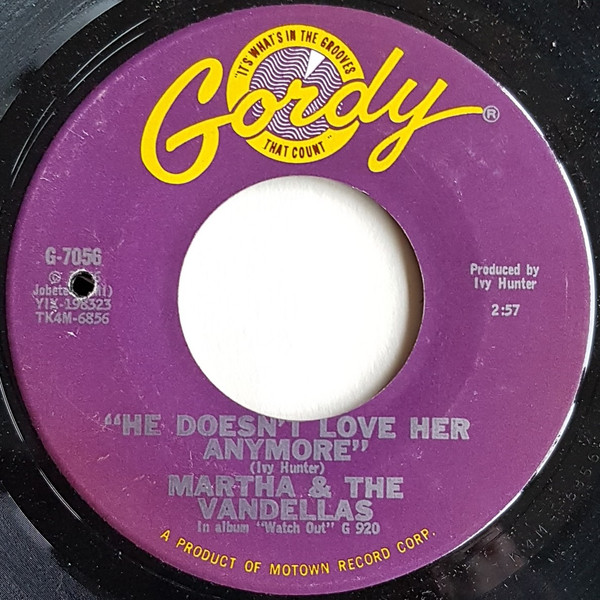 "IT'S WHAT'S IN THE GROOVES
Gordy ®
THAT COUNT"
G-7056
Jobete
YIX-198323
TK4M-6856
Produced by
Ivy Hunter
2:57
"HE DOESN'T LOVE HER
ANYMORE"
(Ivy Hunter)
MARTHA & THE
VANDELLAS
In album "Watch Out" G 920
A PRODUCT OF MOTOWN RECORD CORP.